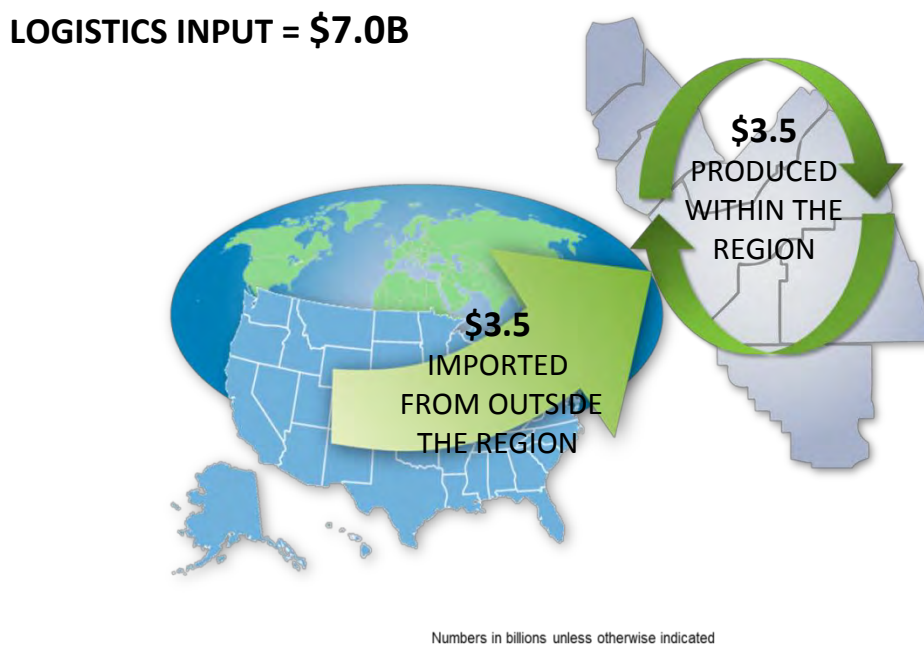 LOGISTICS INPUT = $7.0B
$3.5
PRODUCED
WITHIN THE
REGION
$3.5
IMPORTED
FROM OUTSIDE
THE REGION
Numbers in billions unless otherwise indicated